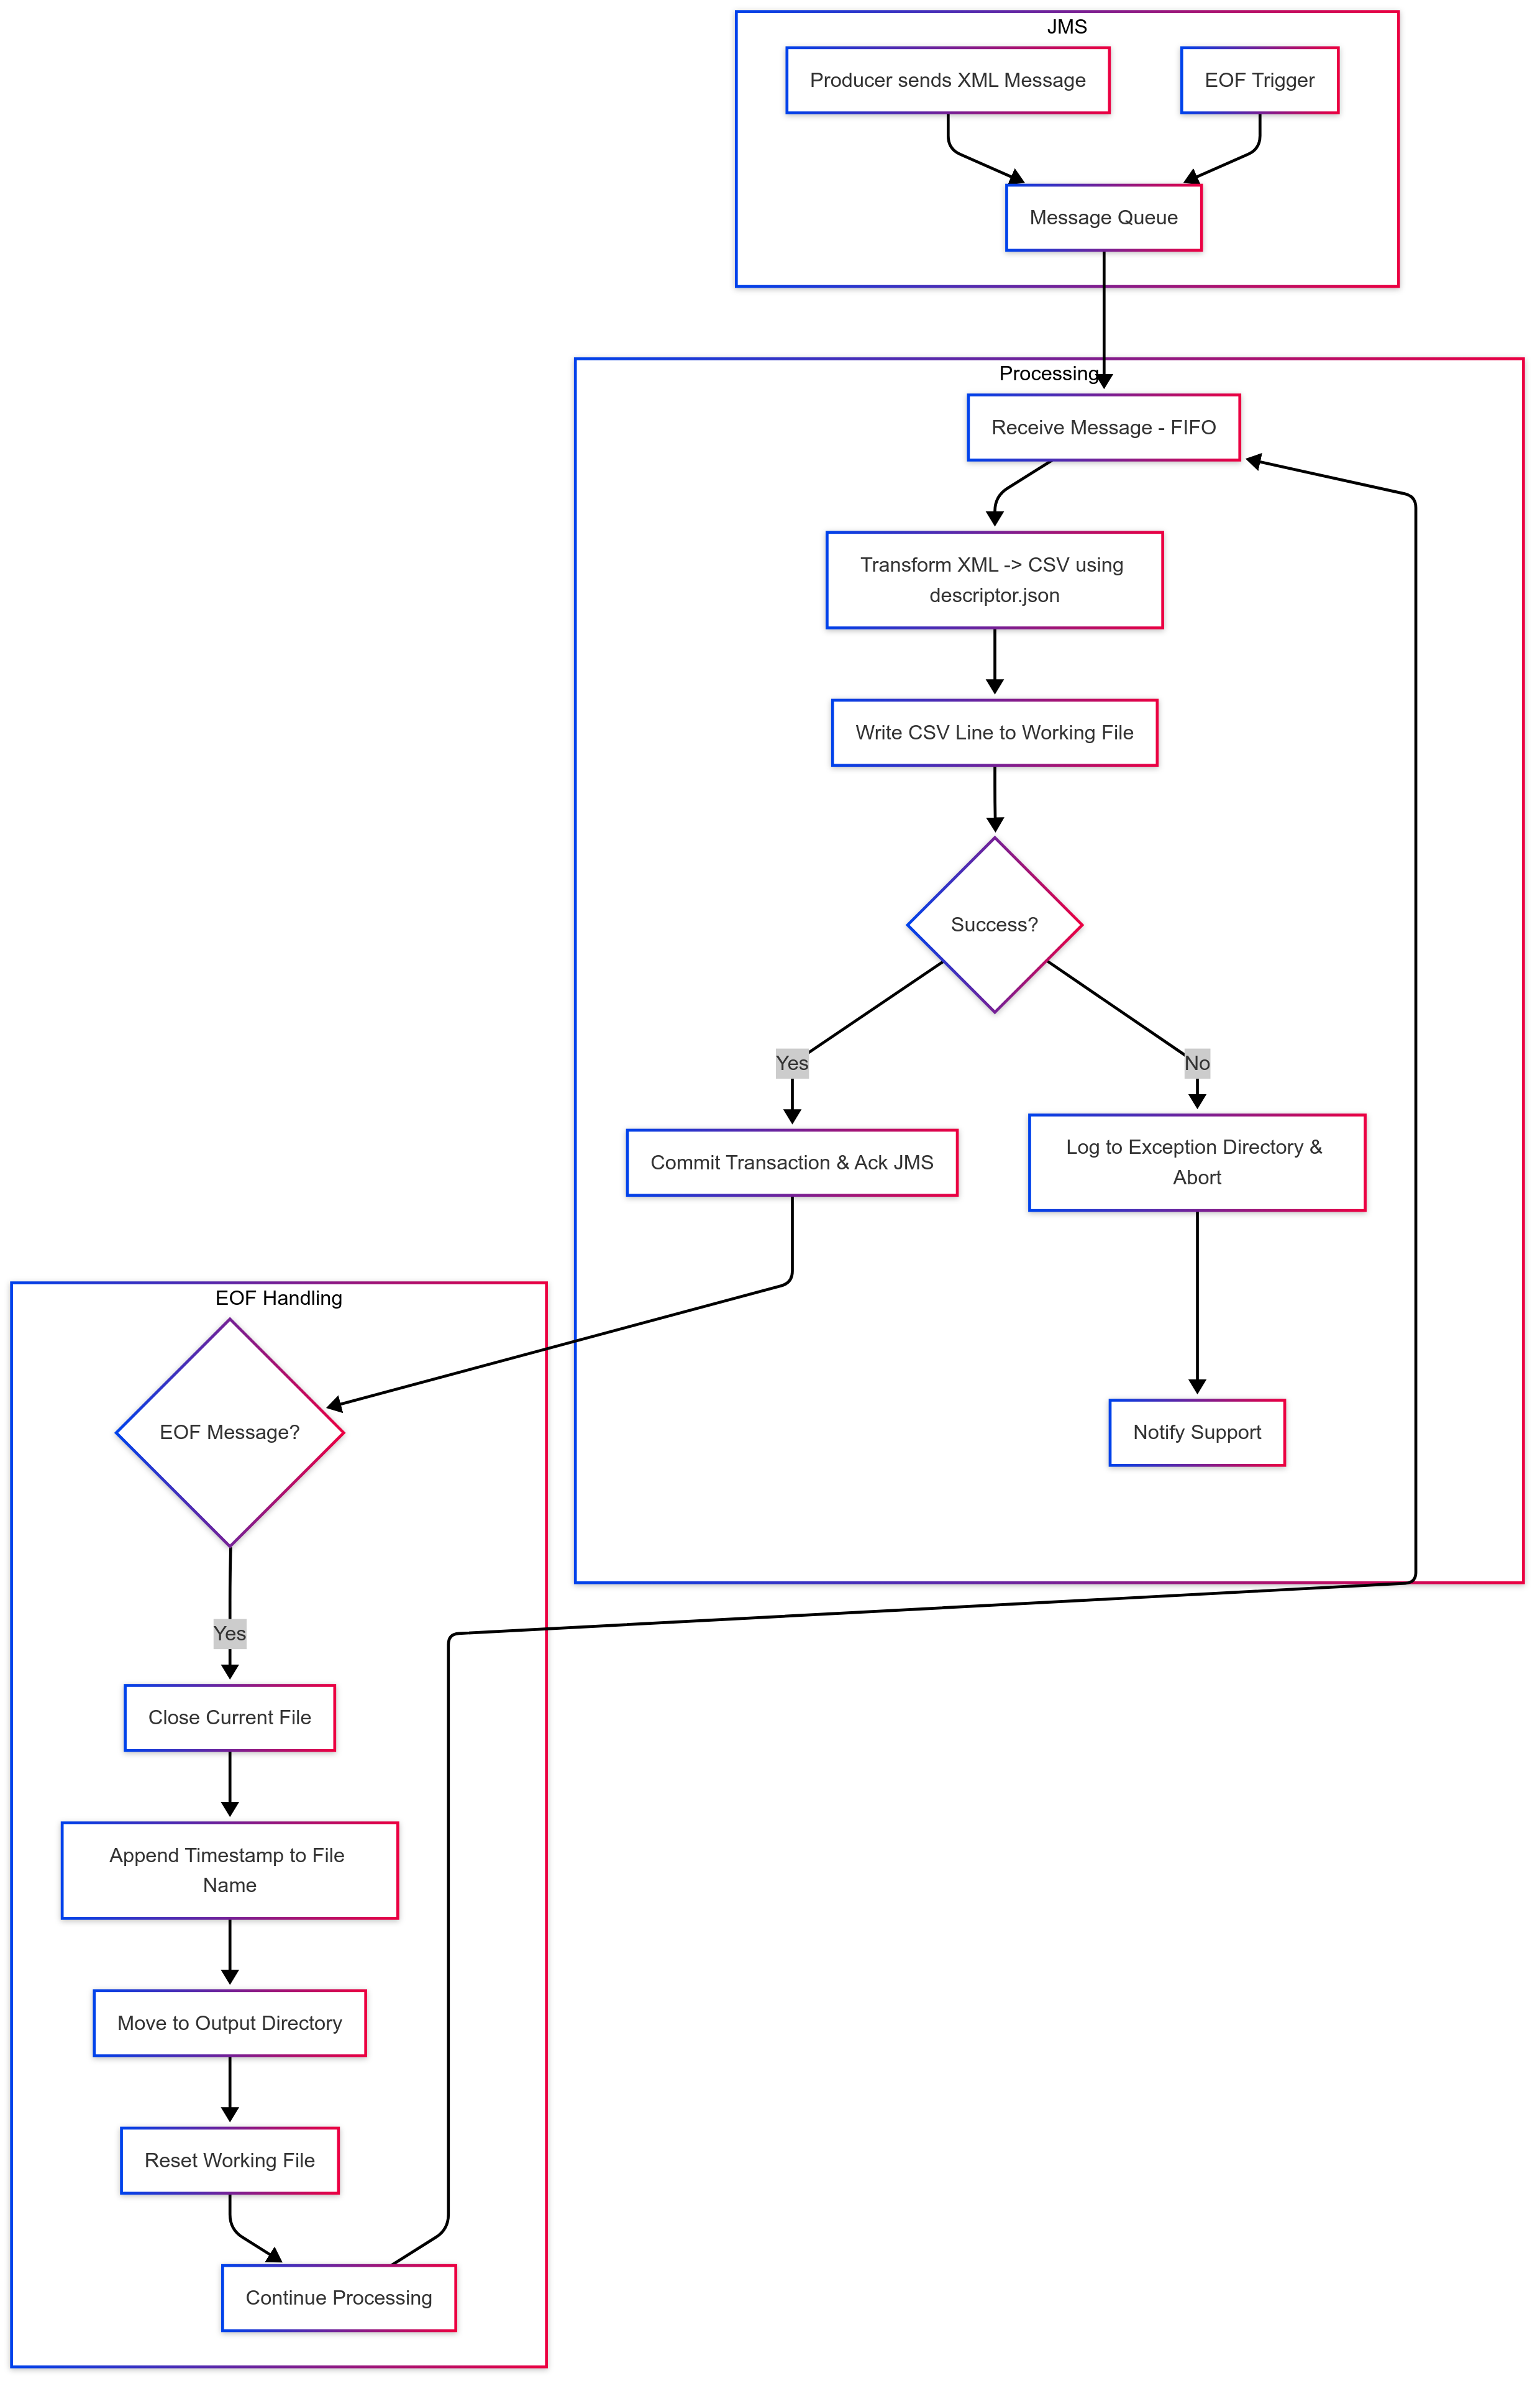 JMS
Producer sends XML Message
EOF Trigger
Message Queue
Processing
Receive Message - FIFO
Transform XML -> CSV using
descriptor.json
Write CSV Line to Working File
Success?
Yes
No
Commit Transaction & Ack JMS
Log to Exception Directory &
Abort
Notify Support
EOF Handling
EOF Message?
Yes
Close Current File
Append Timestamp to File
Name
Move to Output Directory
Reset Working File
Continue Processing